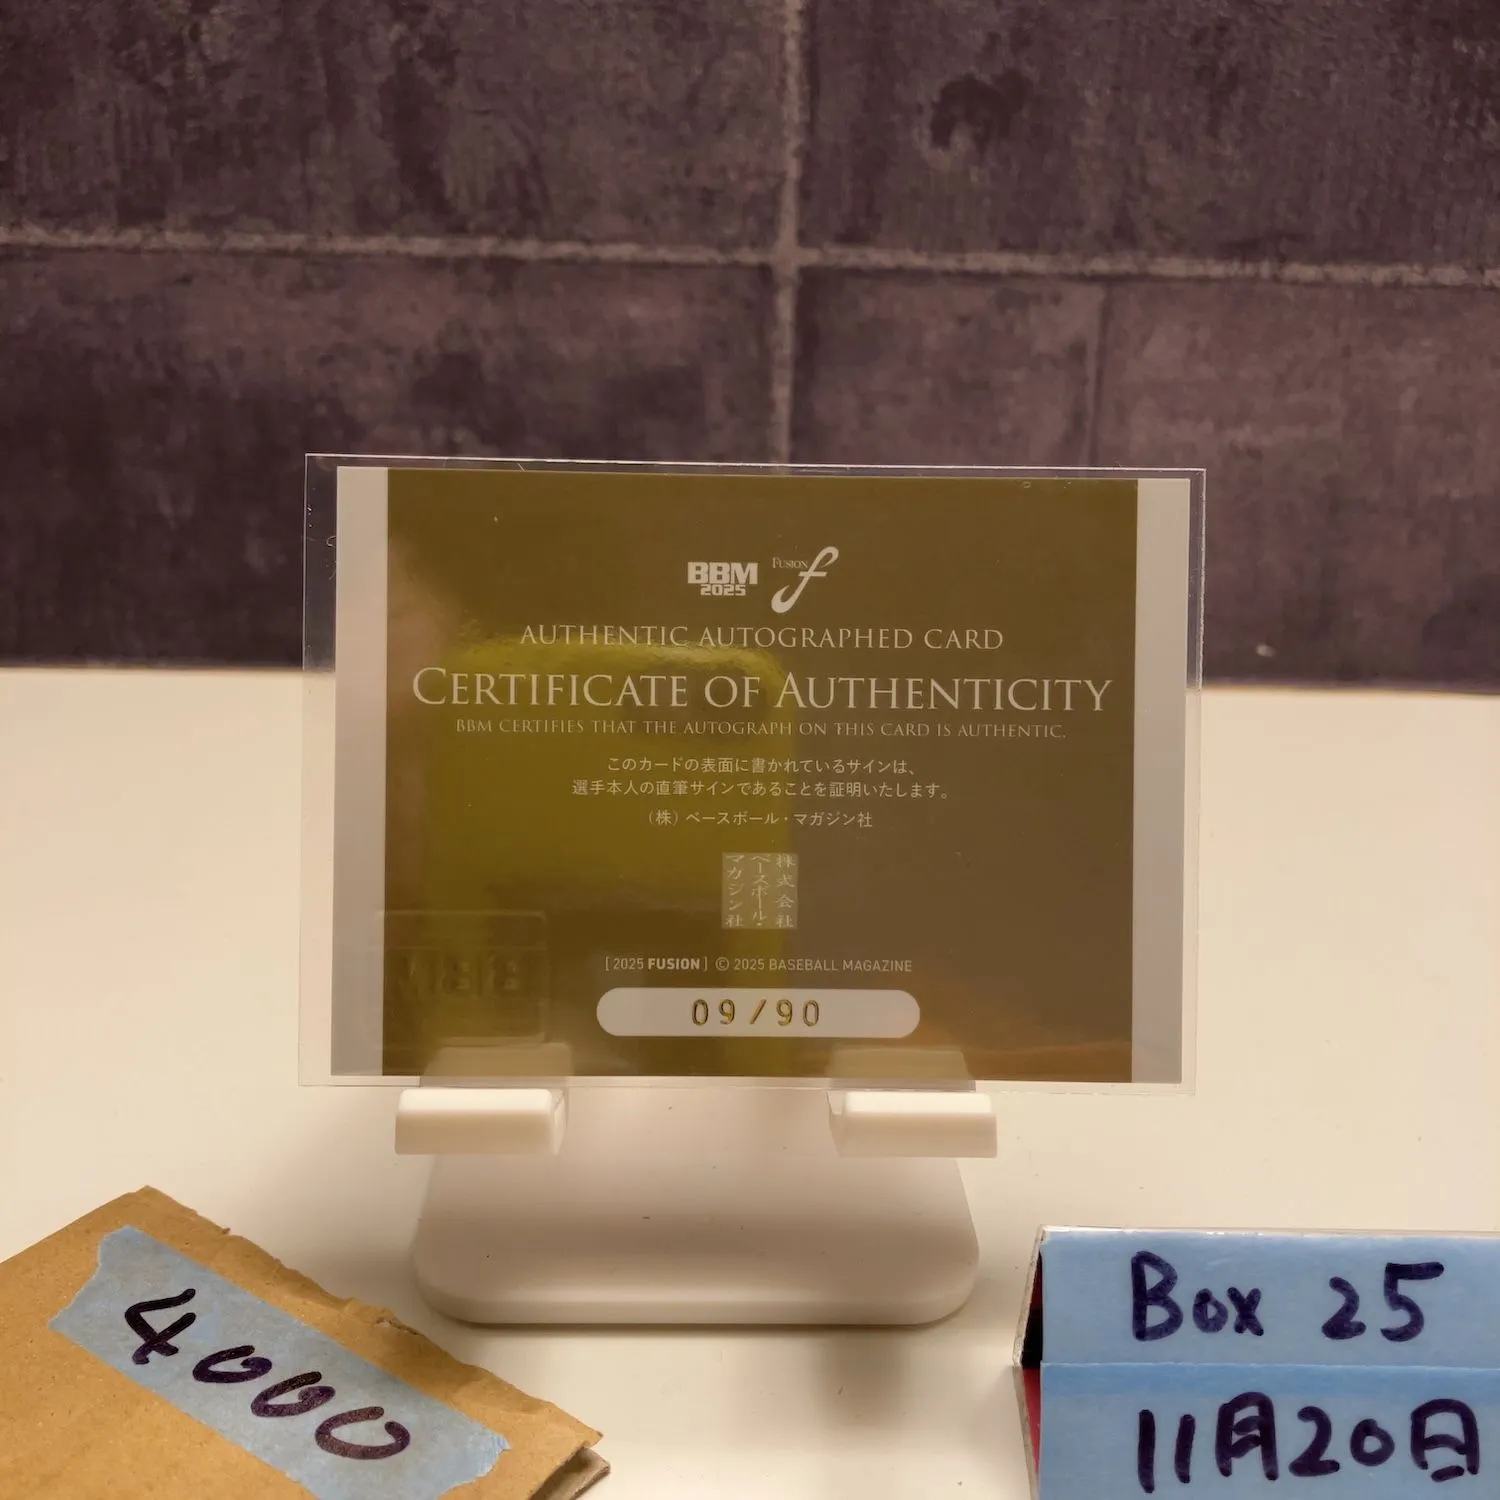 BBM
2025
FUSION f
AUTHENTIC AUTOGRAPHED CARD
CERTIFICATE OF AUTHENTICITY
BBM CERTIFIES THAT THE AUTOGRAPH ON THIS CARD IS AUTHENTIC.
このカードの表面に書かれているサインは、
選手本人の直筆サインであることを証明いたします。
（株）ベースボール・マガジン社
株式会社
ベースボール・
マガジン社
[ 2025 FUSION ] © 2025 BASEBALL MAGAZINE
09/90
4000
Box 25
11月20日